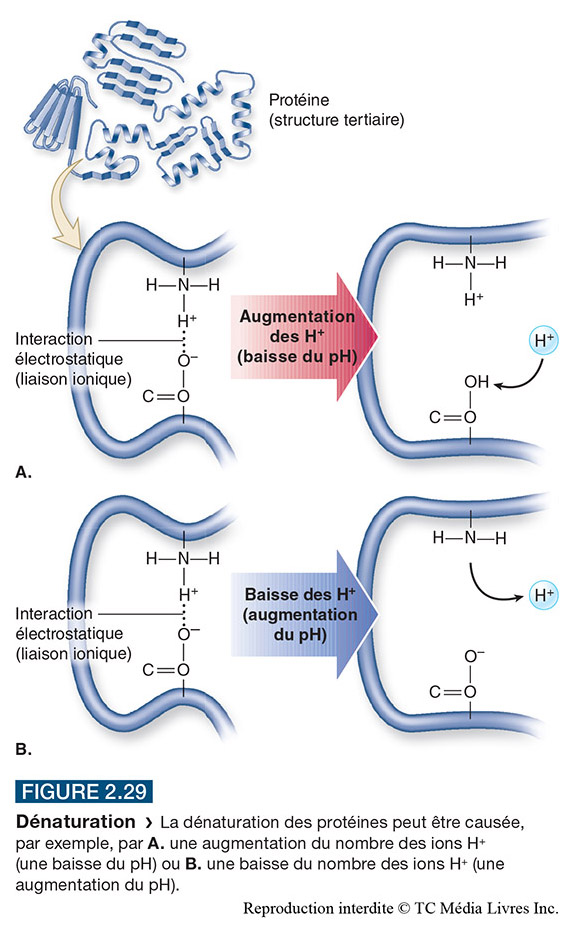 Protéine
(structure tertiaire)
H—N—H
H⁺
Interaction
électrostatique
(liaison ionique)
O⁻
C=O
Augmentation
des H⁺
(baisse du pH)
H—N—H
H⁺
H⁺
OH
C=O
A.
H—N—H
H⁺
Interaction
électrostatique
(liaison ionique)
O⁻
C=O
Baisse des H⁺
(augmentation
du pH)
H—N—H
H⁺
O⁻
C=O
B.
FIGURE 2.29
Dénaturation › La dénaturation des protéines peut être causée,
par exemple, par A. une augmentation du nombre des ions H⁺
(une baisse du pH) ou B. une baisse du nombre des ions H⁺ (une
augmentation du pH).
Reproduction interdite © TC Média Livres Inc.